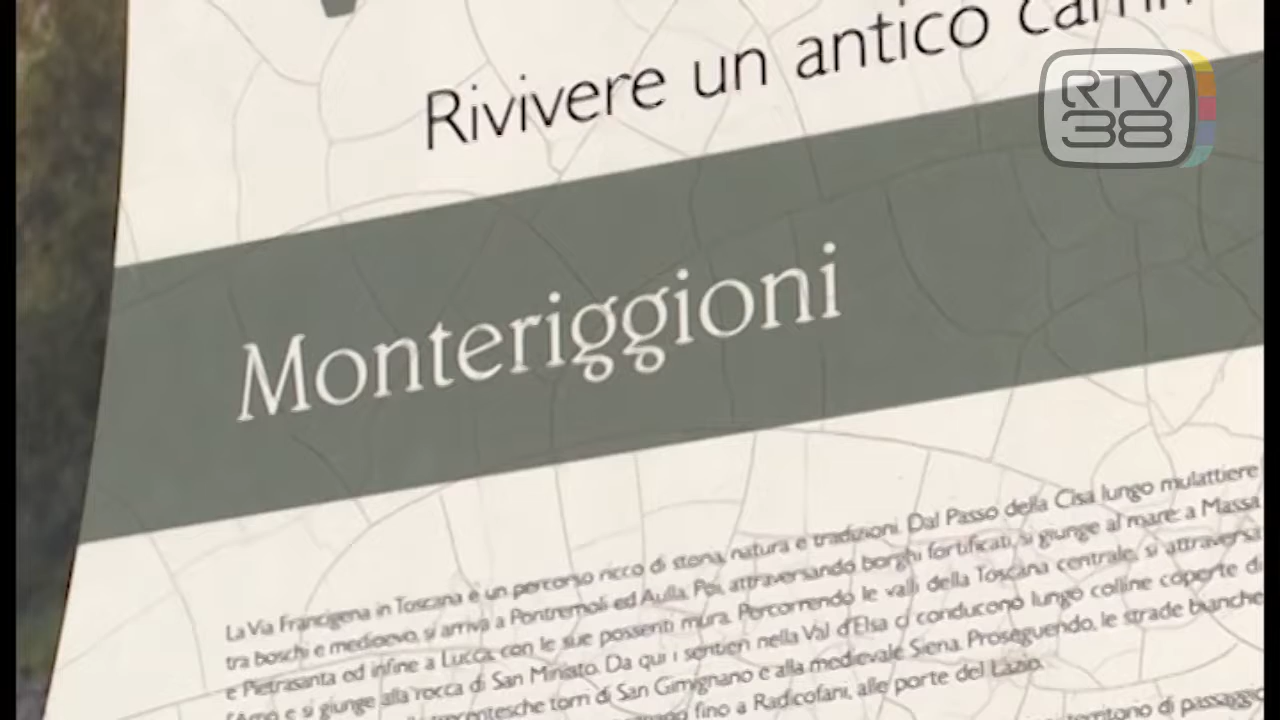 Rivivere un antico
RTV
38
Monteriggioni
La Via Francigena in Toscana è un percorso ricco di storia, natura e tradizioni. Dal Passo della Cisa lungo mulattiere
tra boschi e medioevo, si arriva a Pontremoli ed Aulla. Poi, attraversando borghi fortificati, si giunge al mare: a Massa
e Pietrasanta ed infine a Lucca, con le sue possenti mura. Percorrendo le valli della Toscana centrale, si attraversa
l'Arno e si giunge alla rocca di San Miniato. Da qui i sentieri nella Val d'Elsa ci conducono lungo colline coperte di
torri di San Gimignano e alla medievale Siena. Proseguendo, le strade bianche
fino a Radicofani, alle porte del Lazio.
territorio di passaggio